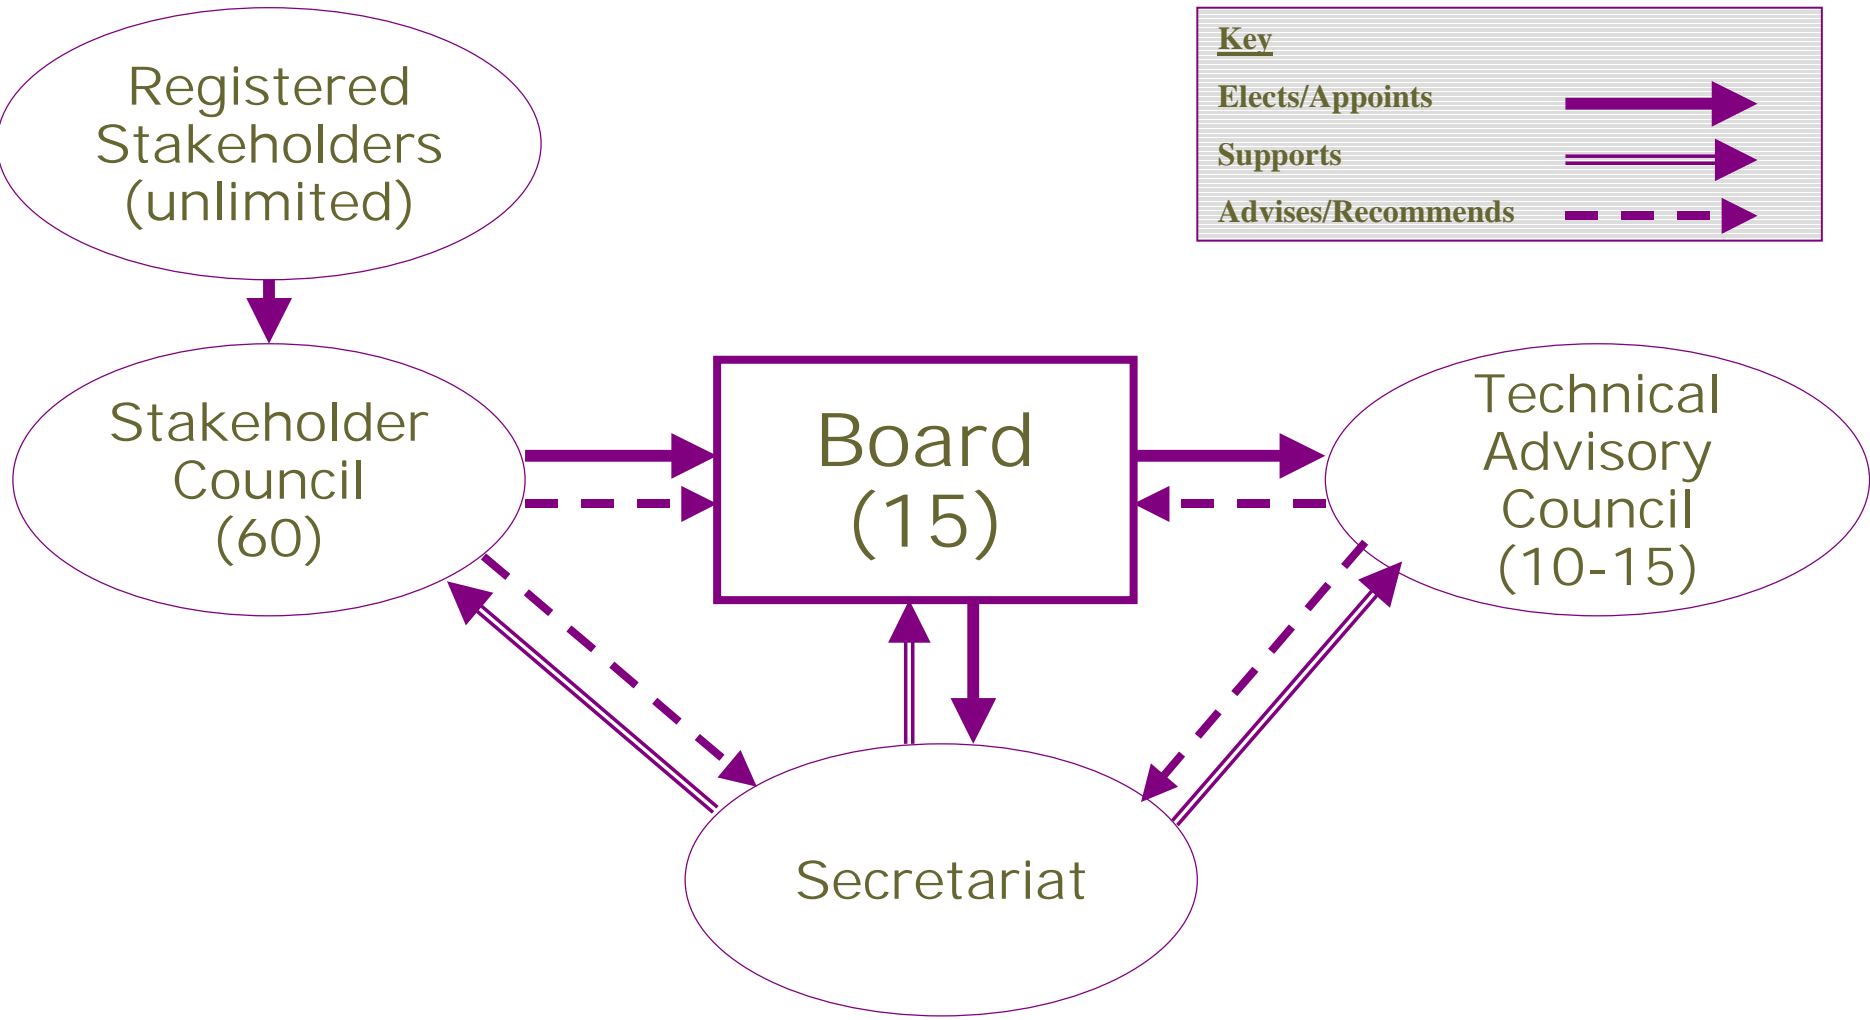 Registered
Stakeholders
(unlimited)
Key
Elects/Appoints
Supports
Advises/Recommends
Stakeholder
Council
(60)
Board
(15)
Technical
Advisory
Council
(10-15)
Secretariat